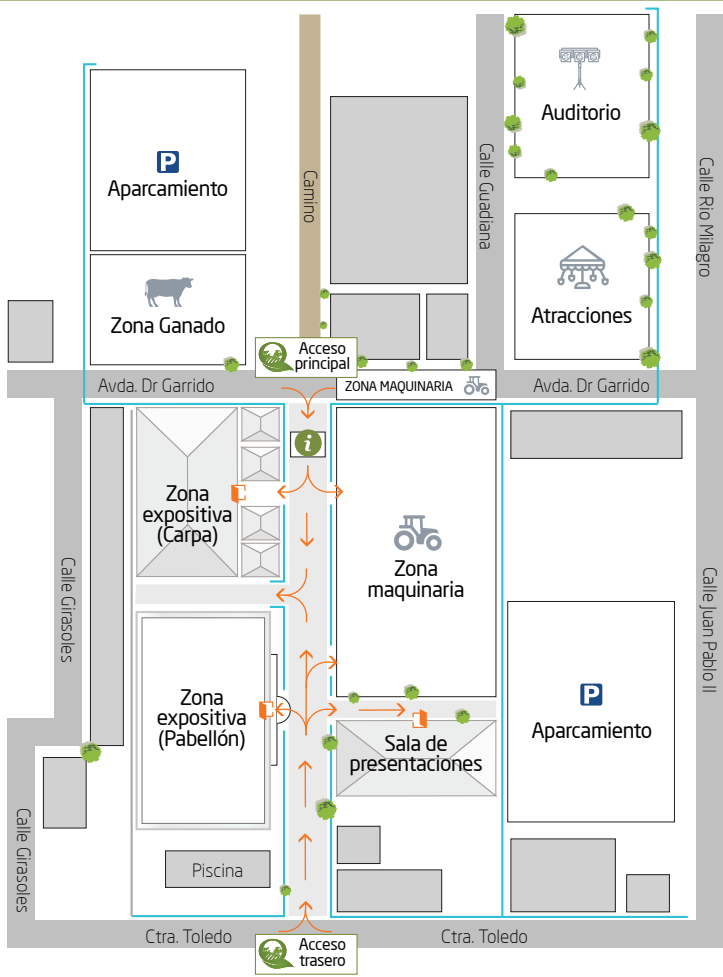 Auditorio
P
Aparcamiento
Camino
Calle Guadiana
Calle Rio Milagro
Zona Ganado
Atracciones
Acceso
principal
Avda. Dr Garrido
ZONA MAQUINARIA
Avda. Dr Garrido
i
Zona
expositiva
(Carpa)
Zona
maquinaria
Calle Girasoles
Calle Juan Pablo II
Zona
expositiva
(Pabellón)
P
Aparcamiento
Sala de
presentaciones
Calle Girasoles
Piscina
Ctra. Toledo
Acceso
trasero
Ctra. Toledo